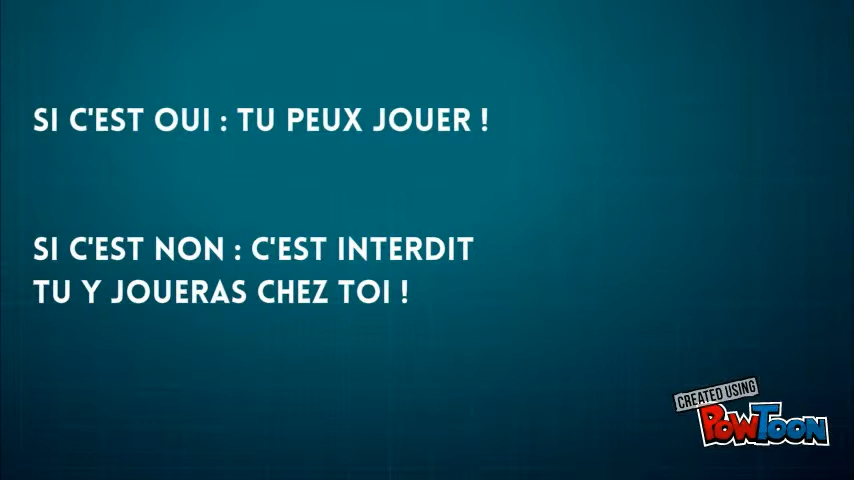 SI C'EST OUI : TU PEUX JOUER !
SI C'EST NON : C'EST INTERDIT
TU Y JOUERAS CHEZ TOI !
CREATED USING
POWTOON